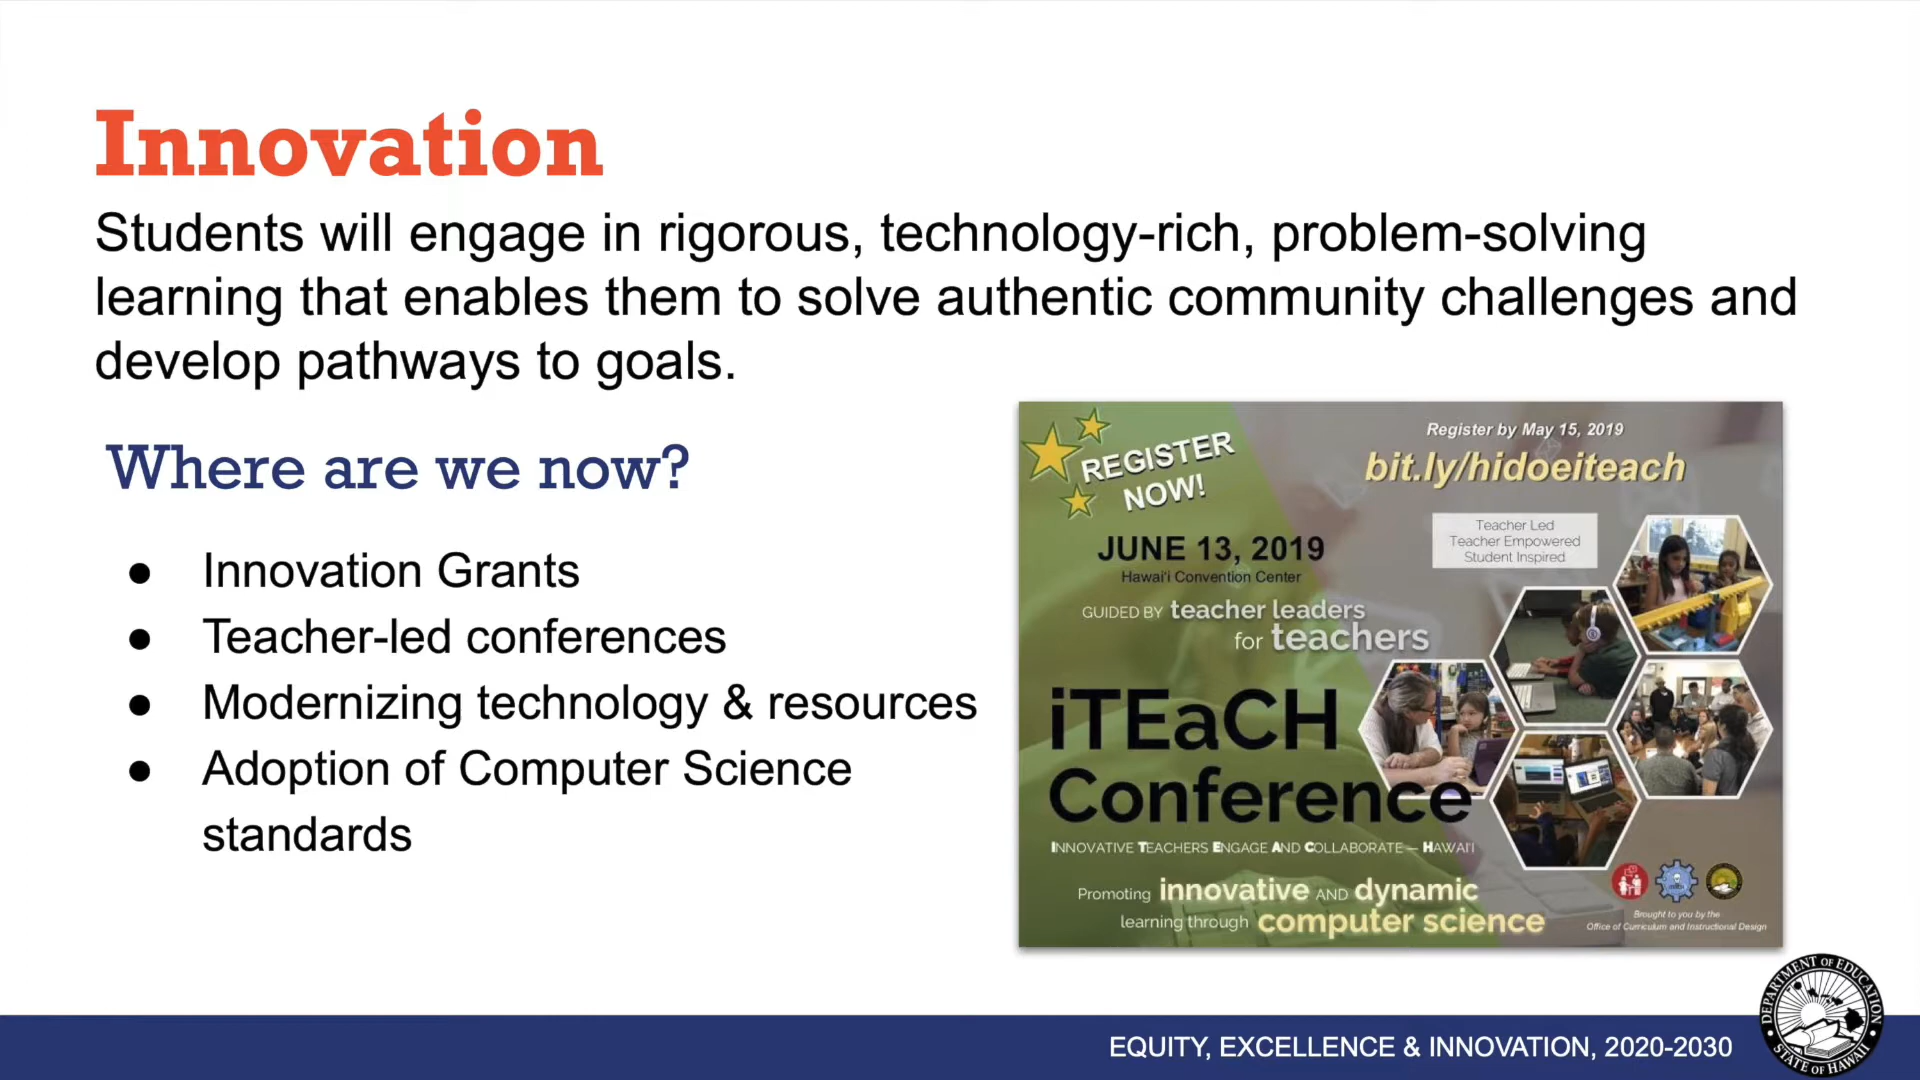 Innovation
Students will engage in rigorous, technology-rich, problem-solving
learning that enables them to solve authentic community challenges and
develop pathways to goals.
Where are we now?
● Innovation Grants
● Teacher-led conferences
● Modernizing technology & resources
● Adoption of Computer Science
standards
REGISTER
NOW!
Register by May 15, 2019
bit.ly/hidoeiteach
JUNE 13, 2019
Hawai'i Convention Center
Teacher Led
Teacher Empowered
Student Inspired
GUIDED BY teacher leaders
for teachers
iTEaCH
Conference
INNOVATIVE TEACHERS ENGAGE AND COLLABORATE – HAWAI'I
Promoting innovative AND dynamic
learning through computer science
Brought to you by the
Office of Curriculum and Instructional Design
EQUITY, EXCELLENCE & INNOVATION, 2020-2030
DEPARTMENT OF EDUCATION
STATE OF HAWAII